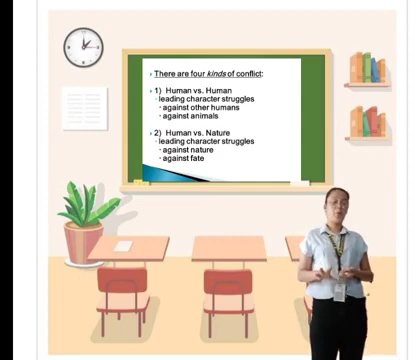 There are four kinds of conflict:
1) Human vs. Human
leading character struggles
against other humans
against animals
2) Human vs. Nature
leading character struggles
against nature
against fate